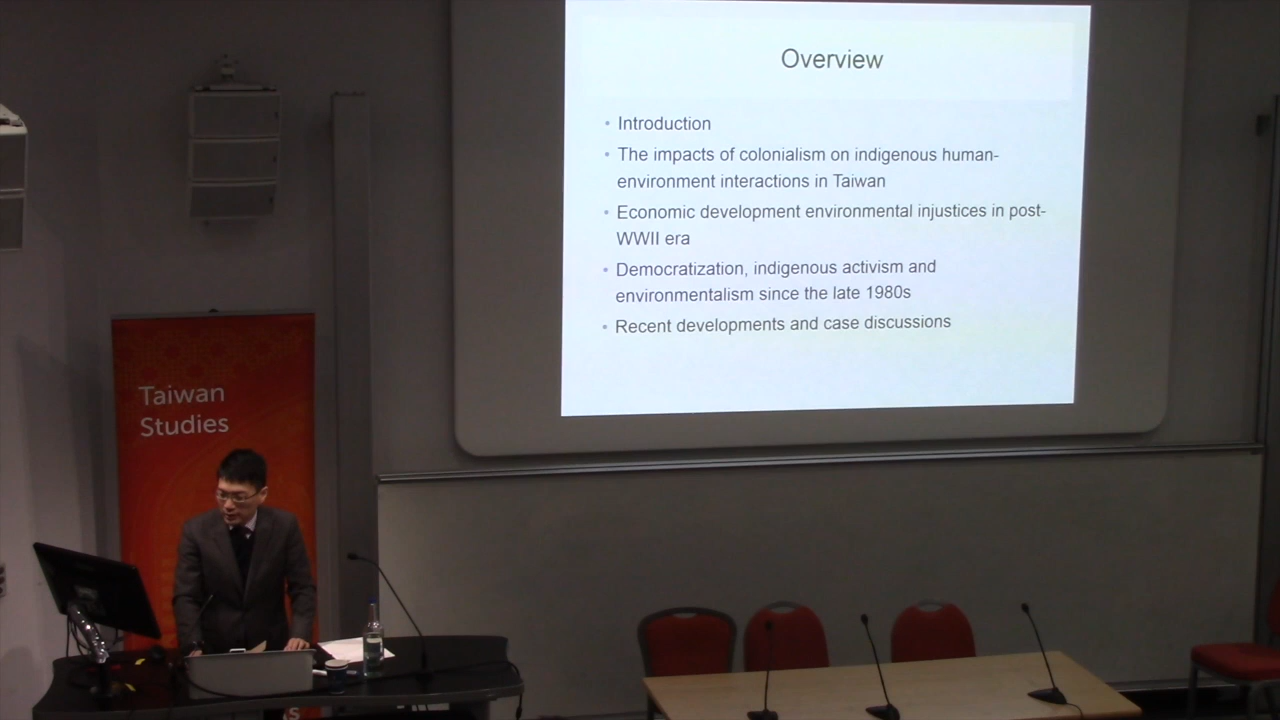 Overview
• Introduction
• The impacts of colonialism on indigenous human-
environment interactions in Taiwan
• Economic development environmental injustices in post-
WWII era
• Democratization, indigenous activism and
environmentalism since the late 1980s
• Recent developments and case discussions
Taiwan
Studies